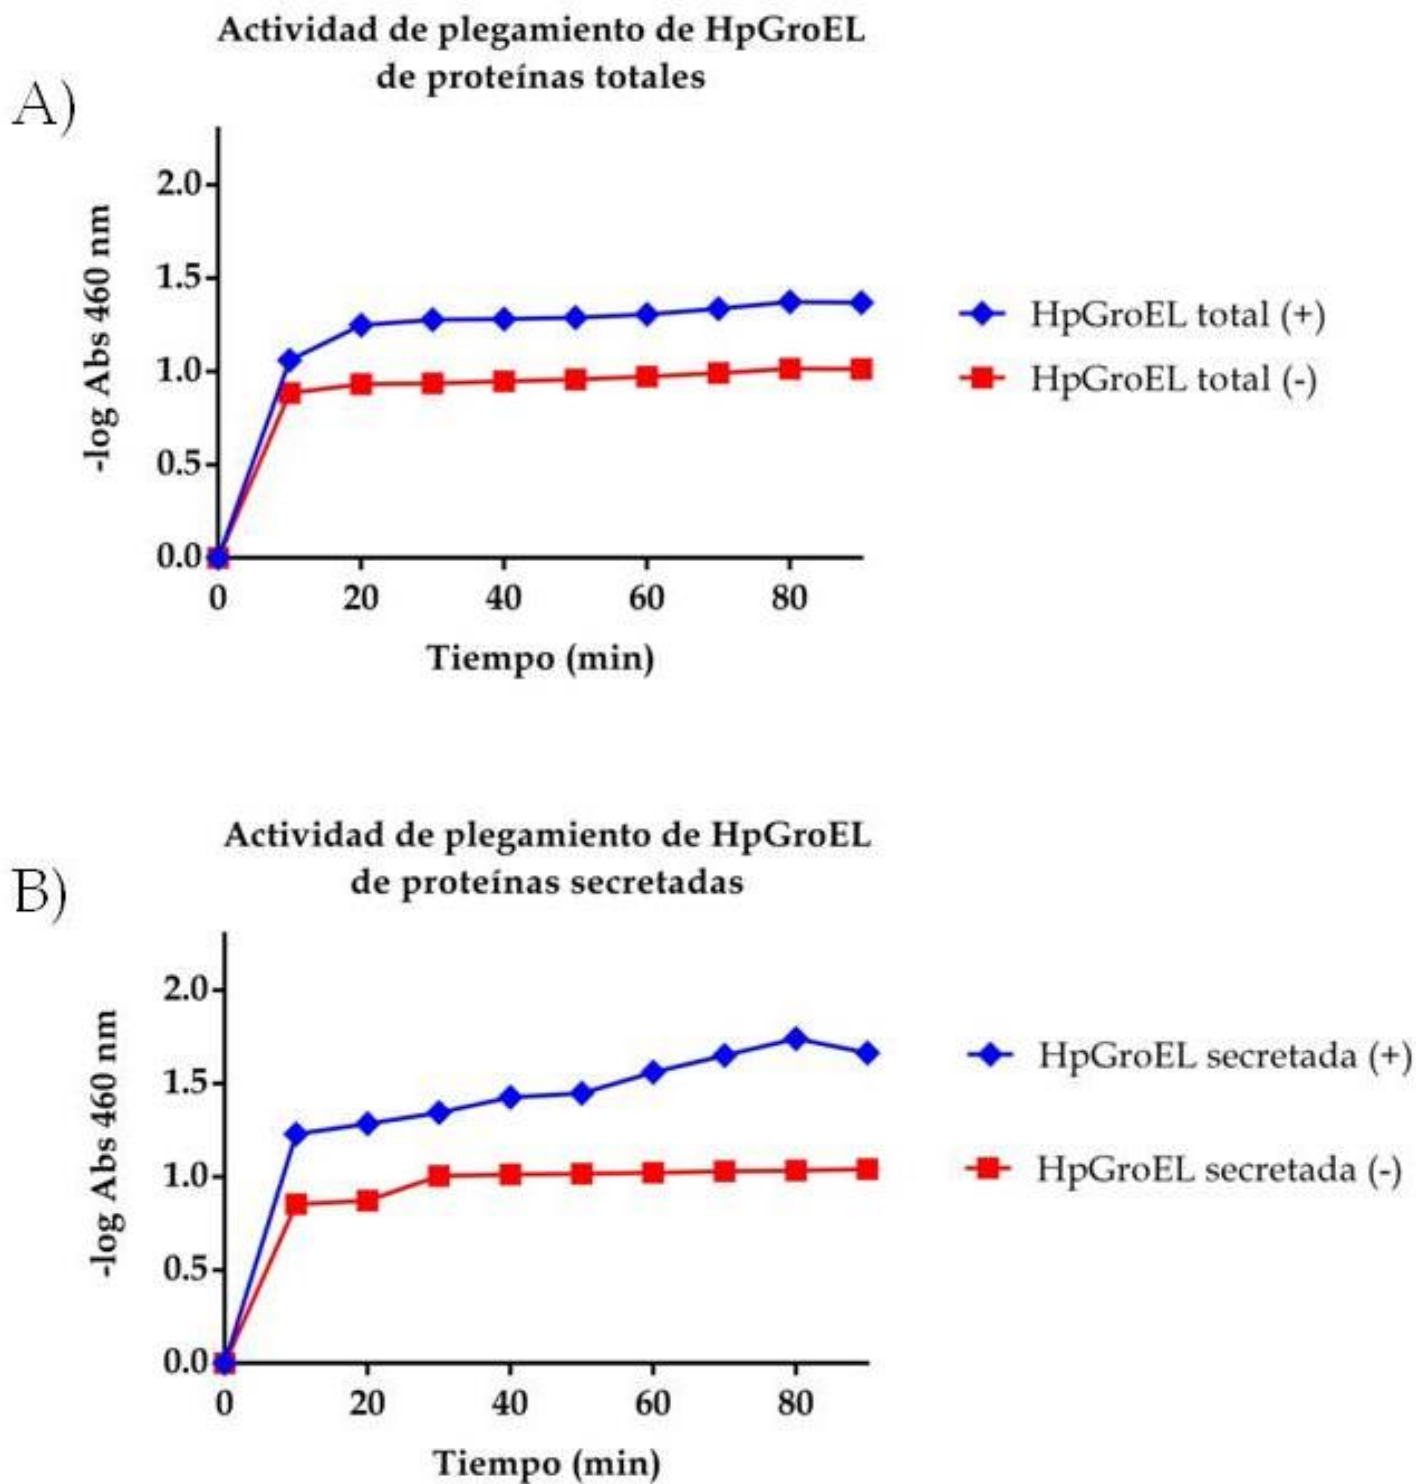 Actividad de plegamiento de HpGroEL
de proteínas totales
A)
2.0
1.5
1.0
0.5
0.0
-log Abs 460 nm
0 20 40 60 80
Tiempo (min)
HpGroEL total (+)
HpGroEL total (-)
Actividad de plegamiento de HpGroEL
de proteínas secretadas
B)
2.0
1.5
1.0
0.5
0.0
-log Abs 460 nm
0 20 40 60 80
Tiempo (min)
HpGroEL secretada (+)
HpGroEL secretada (-)